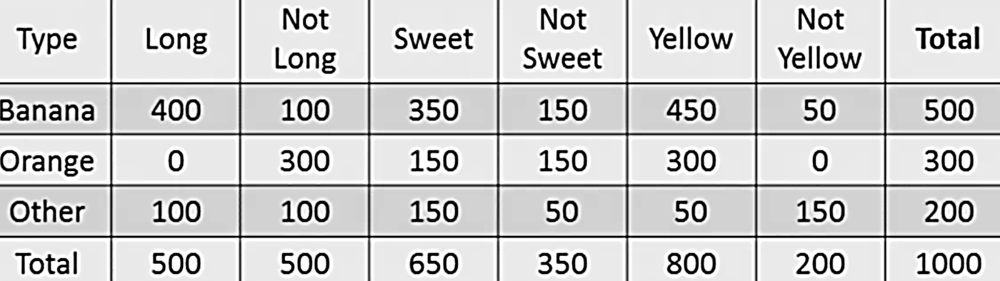 Type Long Not Long Sweet Not Sweet Yellow Not Yellow Total
Banana 400 100 350 150 450 50 500
Orange 0 300 150 150 300 0 300
Other 100 100 150 50 50 150 200
Total 500 500 650 350 800 200 1000